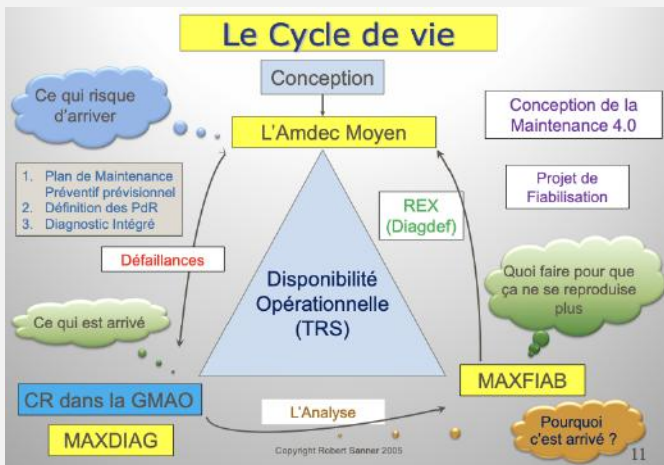 Le Cycle de vie
Conception
Ce qui risque
d'arriver
L'Amdec Moyen
Conception de la
Maintenance 4.0
1. Plan de Maintenance
Préventif prévisionnel
2. Définition des PdR
3. Diagnostic Intégré
Projet de
Fiabilisation
REX
(Diagdef)
Défaillances
Disponibilité
Opérationnelle
(TRS)
Quoi faire pour que
ça ne se reproduise
plus
Ce qui est arrivé
MAXFIAB
CR dans la GMAO
L'Analyse
MAXDIAG
Pourquoi
c'est arrivé ?
Copyright Robert Sanner 2005
11